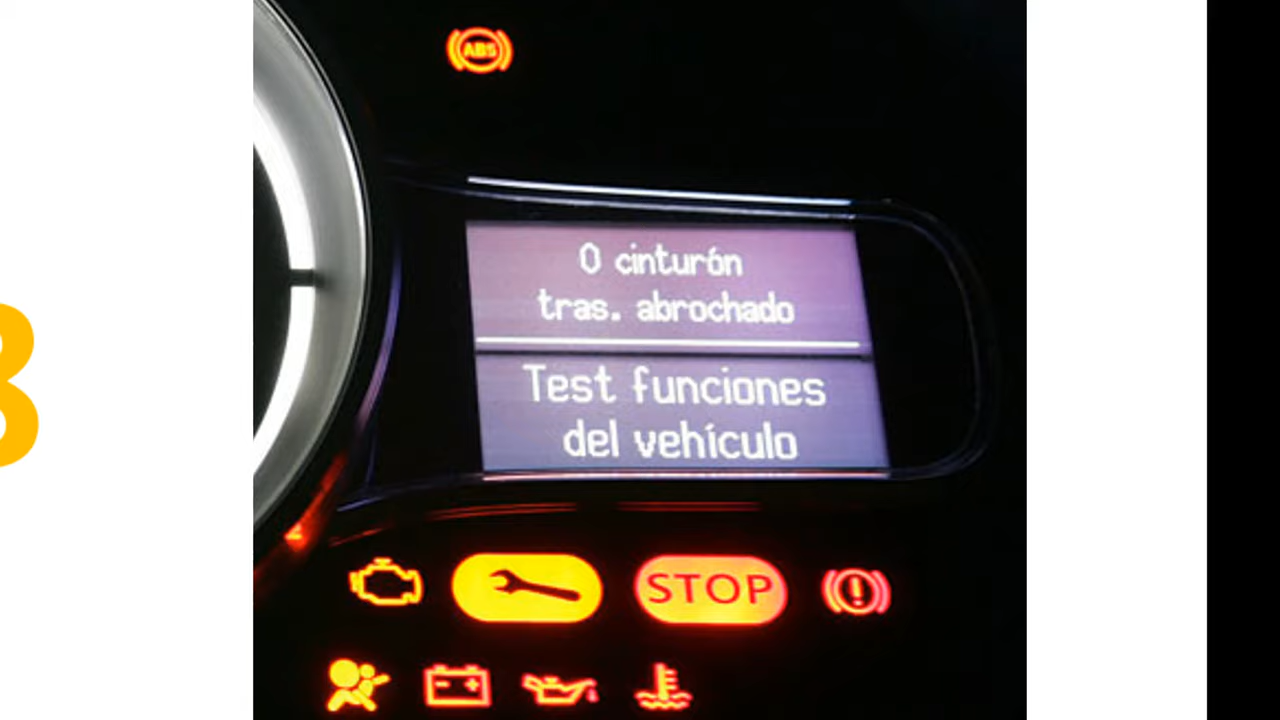 ABS
0 cinturón
tras. abrochado
Test funciones
del vehículo
STOP